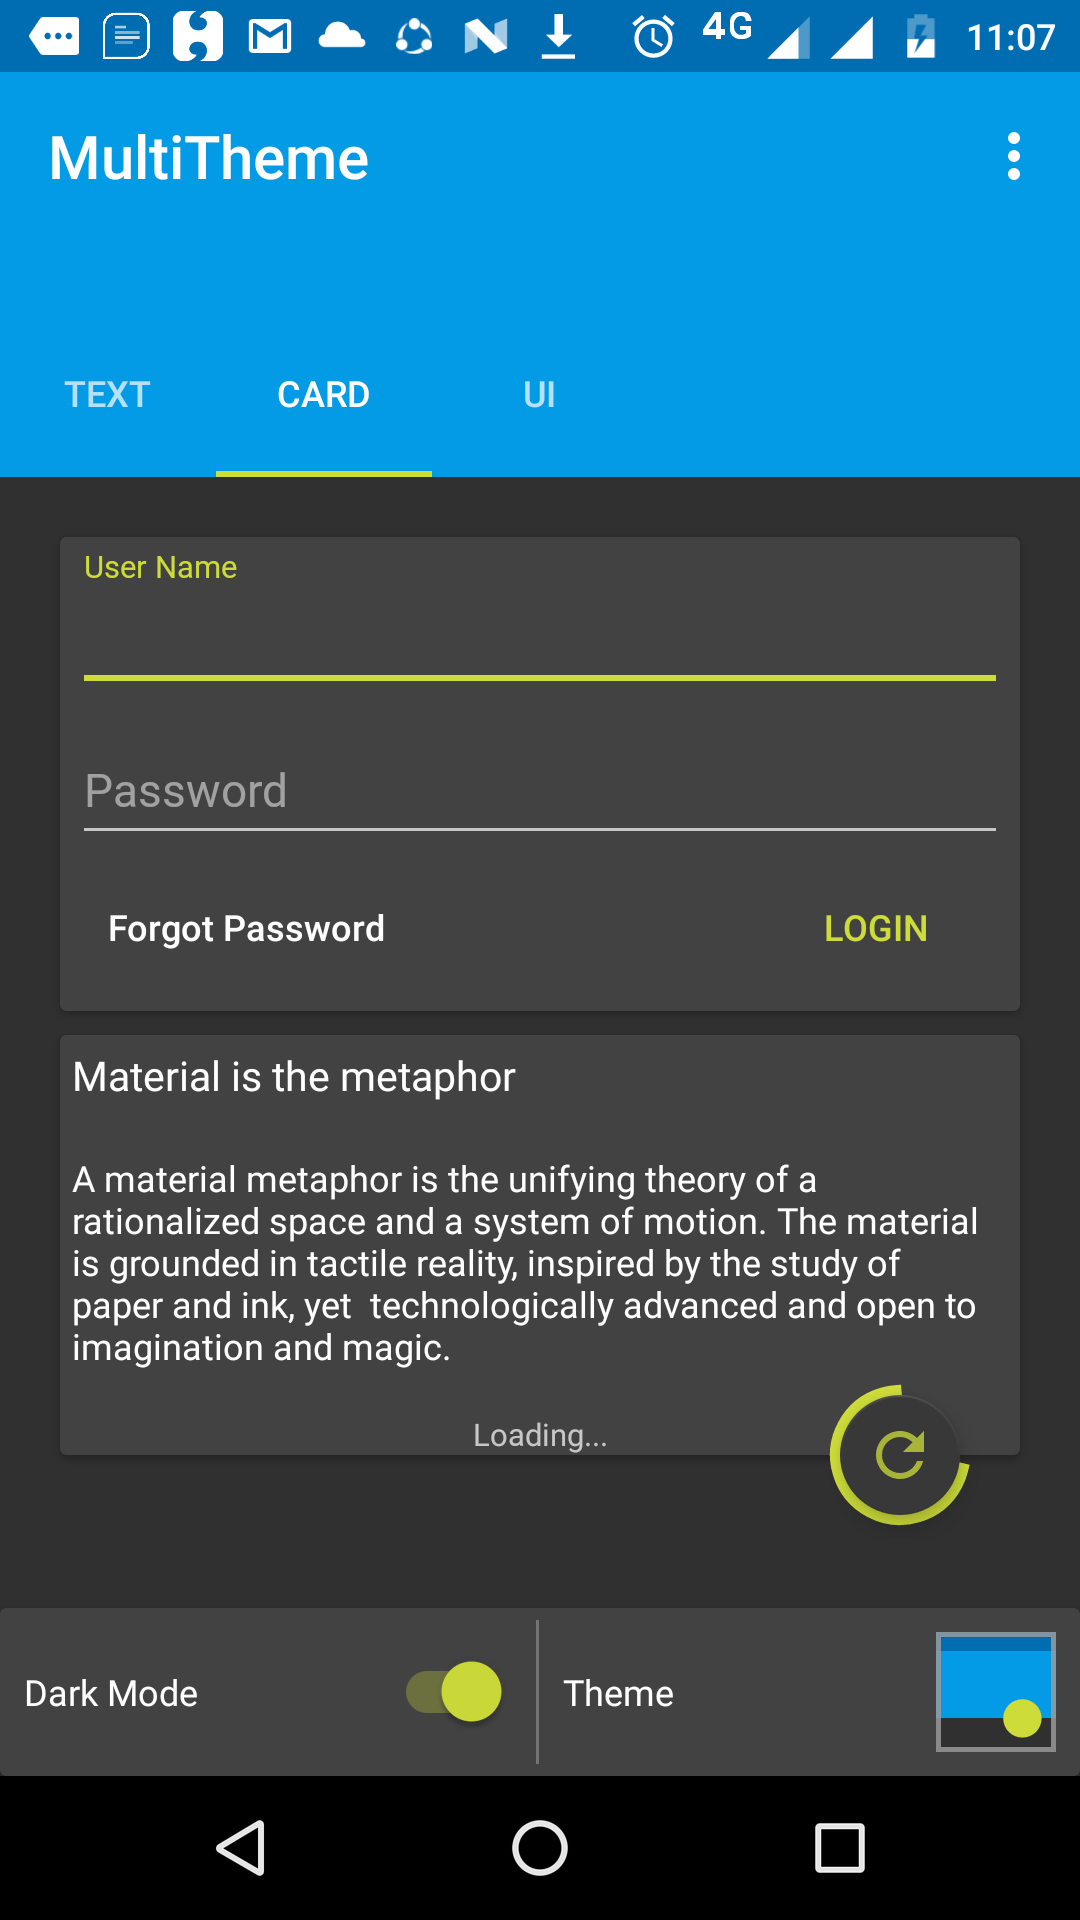 4G 11:07
MultiTheme
TEXT CARD UI
User Name
Password
Forgot Password LOGIN
Material is the metaphor
A material metaphor is the unifying theory of a
rationalized space and a system of motion. The material
is grounded in tactile reality, inspired by the study of
paper and ink, yet  technologically advanced and open to
imagination and magic.
Loading...
Dark Mode Theme